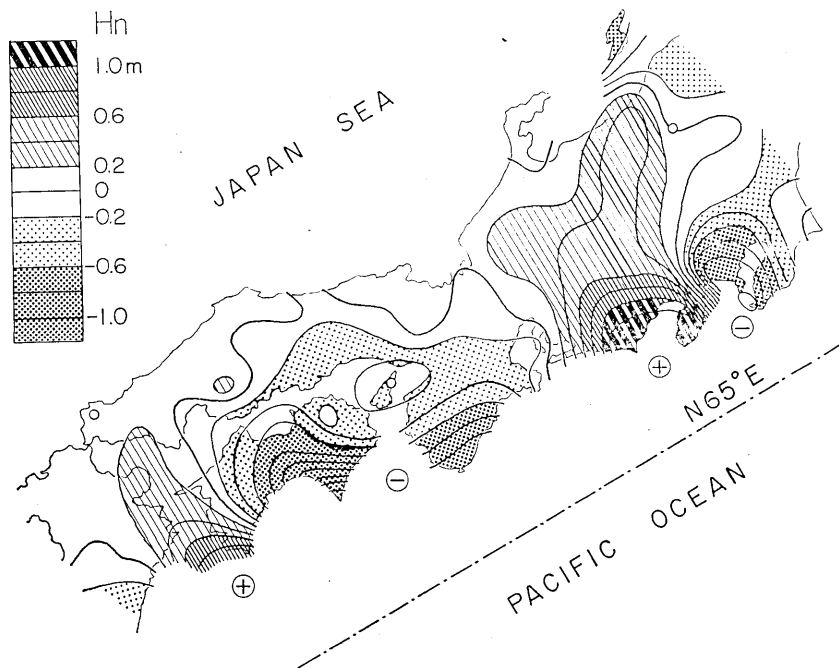 Hn
1.0m
0.6
0.2
0
-0.2
-0.6
-1.0
JAPAN SEA
N65°E
PACIFIC OCEAN
+
-
+
-